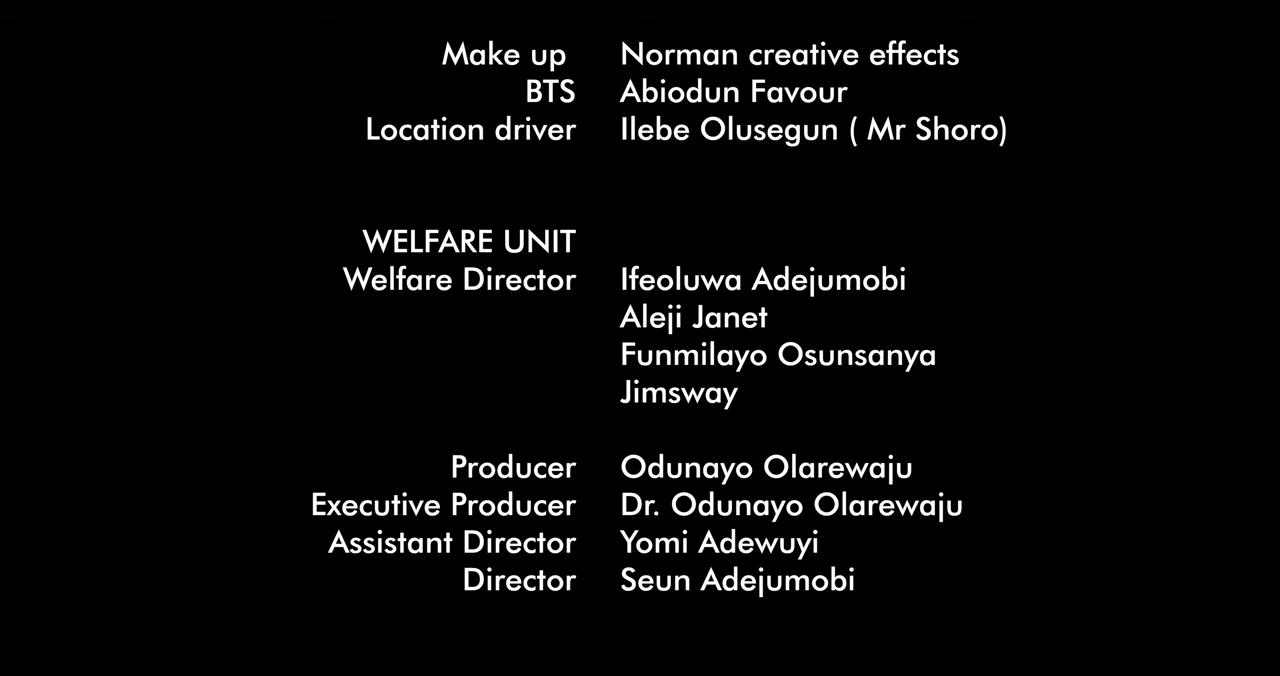 Make up Norman creative effects
BTS Abiodun Favour
Location driver Ilebe Olusegun ( Mr Shoro)
WELFARE UNIT
Welfare Director Ifeoluwa Adejumobi
Aleji Janet
Funmilayo Osunsanya
Jimsway
Producer Odunayo Olarewaju
Executive Producer Dr. Odunayo Olarewaju
Assistant Director Yomi Adewuyi
Director Seun Adejumobi